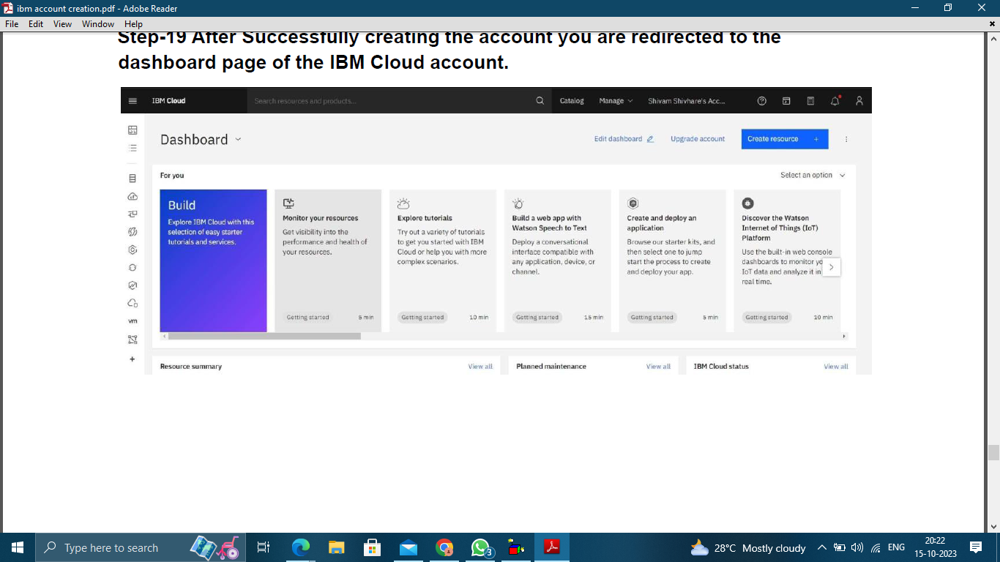 ibm account creation.pdf - Adobe Reader
File Edit View Window Help
Step-19 After Successfully creating the account you are redirected to the
dashboard page of the IBM Cloud account.
IBM Cloud
Search resources and products...
Catalog
Manage
Shivam Shivhare's Acc...
Dashboard
Edit dashboard
Upgrade account
Create resource +
For you
Select an option
Build
Explore IBM Cloud with this
selection of easy starter
tutorials and services.
Monitor your resources
Get visibility into the
performance and health of
your resources.
Getting started 5 min
Explore tutorials
Try out a variety of tutorials
to get you started with IBM
Cloud or help you with more
complex scenarios.
Getting started 10 min
Build a web app with
Watson Speech to Text
Deploy a conversational
interface compatible with
any application, device, or
channel.
Getting started 15 min
Create and deploy an
application
Browse our starter kits, and
then select one to jump
start the process to create
and deploy your app.
Getting started 5 min
Discover the Watson
Internet of Things (IoT)
Platform
Use the built-in web console
dashboards to monitor
IoT data and analyze it in
real time.
Getting started 10 min
vm
+
Resource summary View all
Planned maintenance View all
IBM Cloud status View all
Type here to search
3
28°C Mostly cloudy
ENG
20:22
15-10-2023